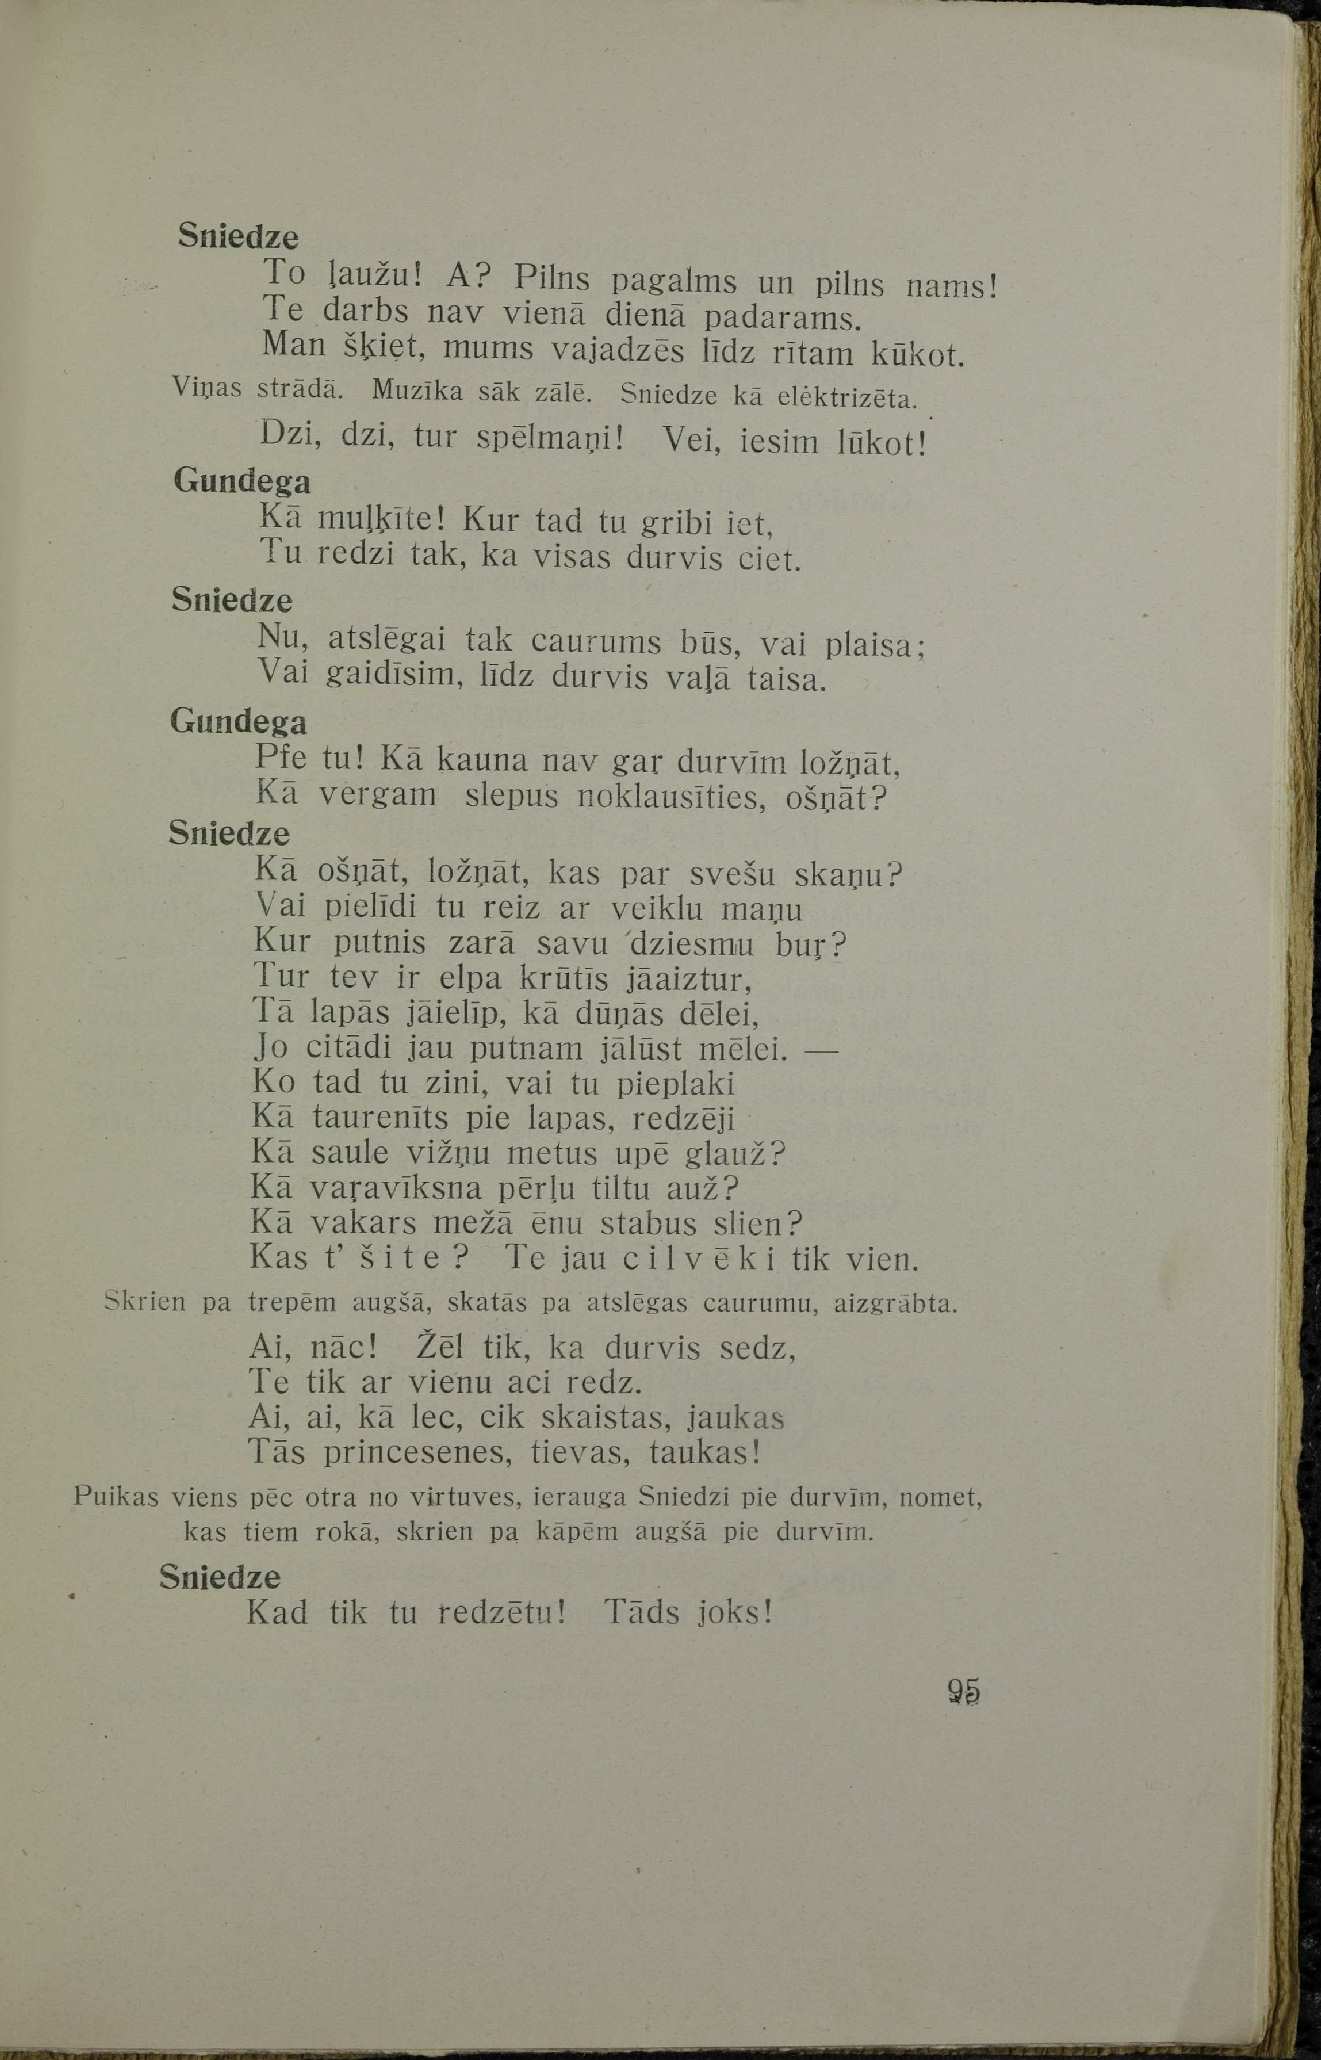 Sniedze
To ļaužu! A? Pilns pagalms un pilns nams!
Te darbs nav vienā dienā padarams.
Man šķiet, mums vajadzēs līdz rītam kūkot.
Viņas strādā. Muzīka sāk zālē. Sniedze kā elėktrizēta.
Dzi, dzi, tur spēlmaņi! Vei, iesim lūkot!
Gundega
Kā muļķīte! Kur tad tu gribi iet,
Tu redzi tak, ka visas durvis ciet.
Sniedze
Nu, atslēgai tak caurums būs, vai plaisa;
Vai gaidīsim, līdz durvis vaļā taisa.
Gundega
Pfe tu! Kā kauna nav gar durvīm ložņāt,
Kā vergam slepus noklausīties, ošņāt?
Sniedze
Kā ošņāt, ložņāt, kas par svešu skaņu?
Vai pielīdi tu reiz ar veiklu maņu
Kur putnis zarā savu dziesmu buŗ?
Tur tev ir elpa krūtīs jāaiztur,
Tā lapās jāielīp, kā dūņās dēlei,
Jo citādi jau putnam jālūst mēlei. —
Ko tad tu zini, vai tu pieplaki
Kā taurenīts pie lapas, redzēji
Kā saule vižņu metus upē glauž?
Kā vaŗavīksna pērļu tiltu auž?
Kā vakars mežā ēnu stabus slien?
Kas t’ šite? Te jau cilvēki tik vien.
Skrien pa trepēm augšā, skatās pa atslēgas caurumu, aizgrābta.
Ai, nāc! Žēl tik, ka durvis sedz,
Te tik ar vienu aci redz.
Ai, ai, kā lec, cik skaistas, jaukas
Tās princesenes, tievas, taukas!
Puikas viens pēc otra no virtuves, ierauga Sniedzi pie durvīm, nomet,
kas tiem rokā, skrien pa kāpēm augšā pie durvīm.
Sniedze
Kad tik tu redzētu! Tāds joks!
95